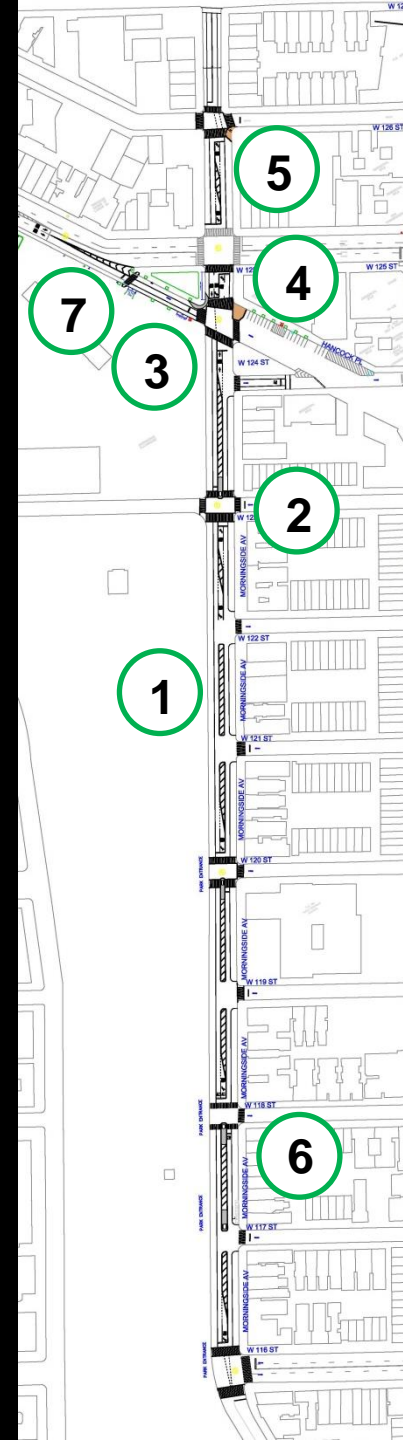 W 126 ST
5
W 125 ST
4
7
HANCOCK PL
3
W 124 ST
2
MORNINGSIDE AV
W 122 ST
1
W 121 ST
MORNINGSIDE AV
W 120 ST
PARK ENTRANCE
MORNINGSIDE AV
W 119 ST
MORNINGSIDE AV
W 118 ST
PARK ENTRANCE
6
MORNINGSIDE AV
PARK ENTRANCE
W 117 ST
MORNINGSIDE AV
W 116 ST
PARK ENTRANCE